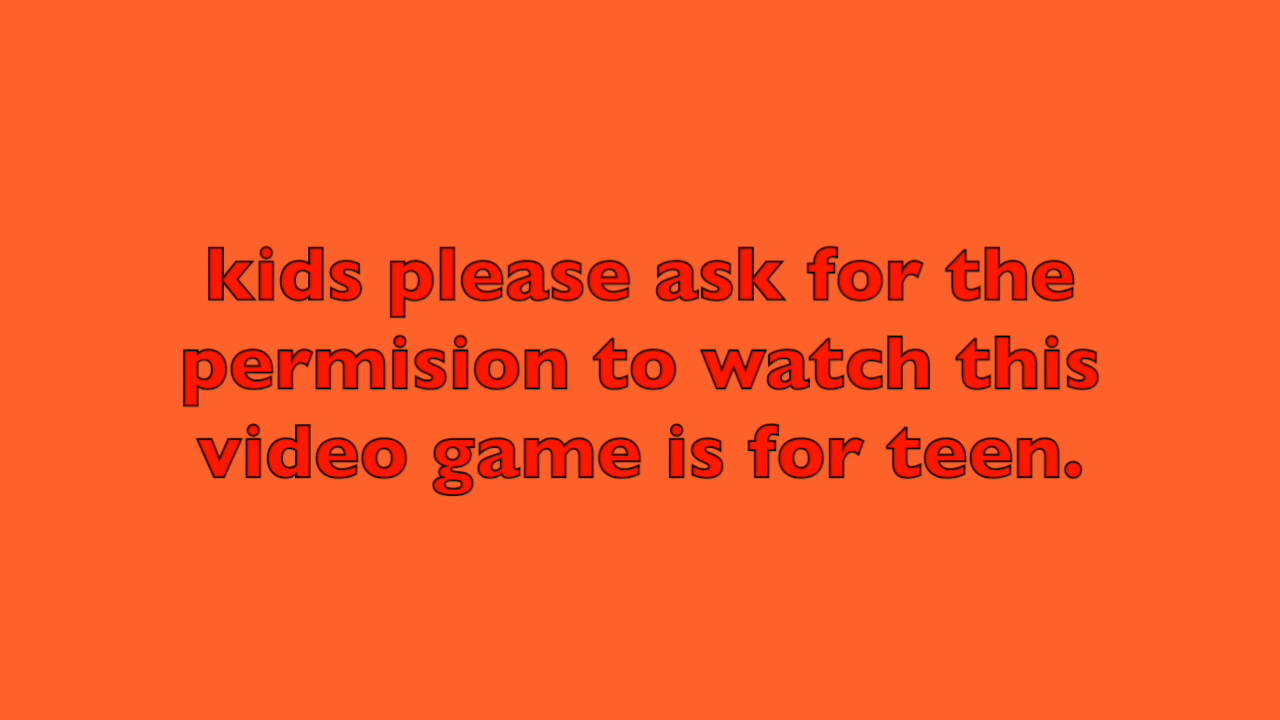 kids please ask for the
permision to watch this
video game is for teen.